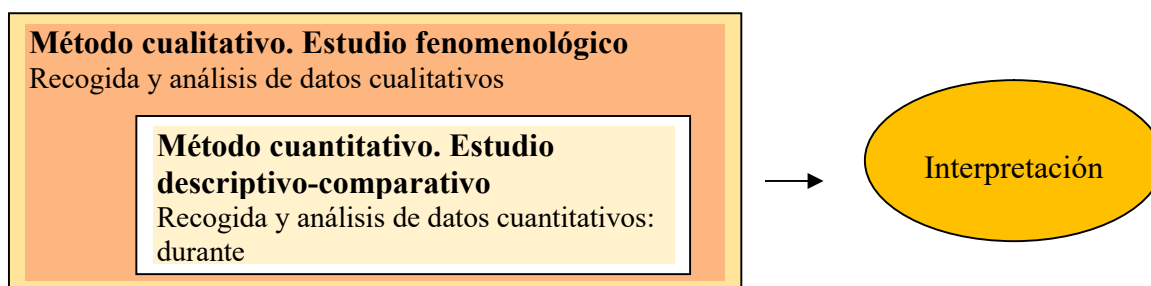 Método cualitativo. Estudio fenomenológico
Recogida y análisis de datos cualitativos
Método cuantitativo. Estudio
descriptivo-comparativo
Recogida y análisis de datos cuantitativos:
durante
Interpretación